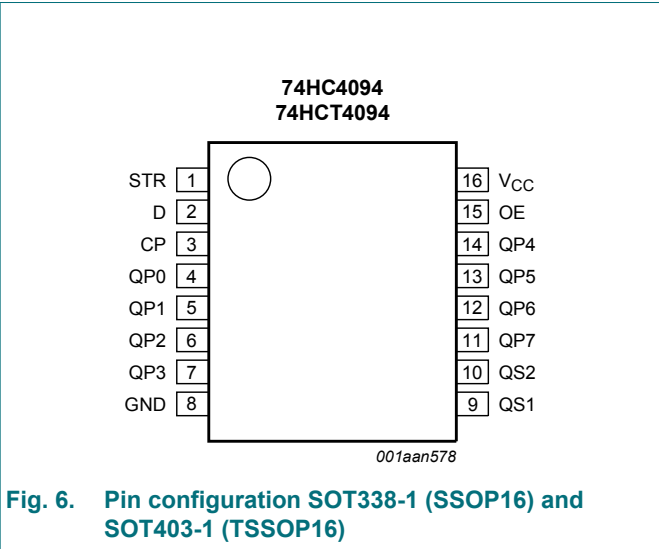 74HC4094
74HCT4094
STR 1 16 VCC
D 2 15 OE
CP 3 14 QP4
QP0 4 13 QP5
QP1 5 12 QP6
QP2 6 11 QP7
QP3 7 10 QS2
GND 8 9 QS1
001aan578
Fig. 6. Pin configuration SOT338-1 (SSOP16) and
SOT403-1 (TSSOP16)